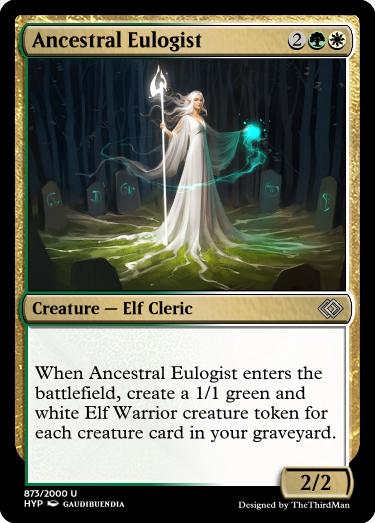 Ancestral Eulogist 2
Creature — Elf Cleric
When Ancestral Eulogist enters the
battlefield, create a 1/1 green and
white Elf Warrior creature token for
each creature card in your graveyard.
2/2
873/2000 U
HYP GAUDIBUENDIA
Designed by TheThirdMan